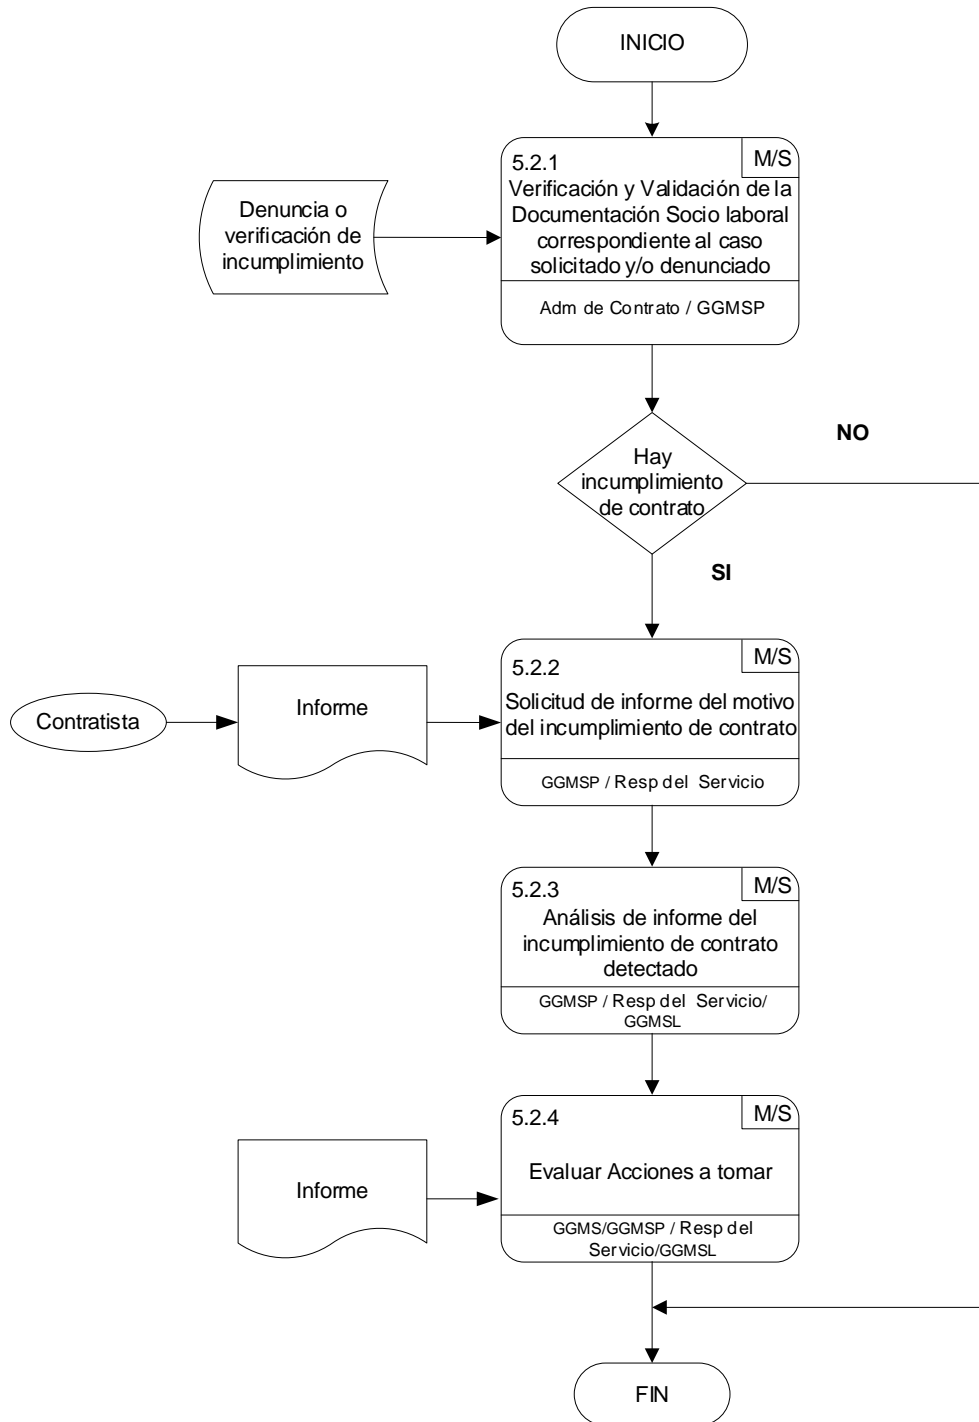 INICIO
5.2.1
M/S
Verificación y Validación de la
Documentación Socio laboral
correspondiente al caso
solicitado y/o denunciado
Adm de Contrato / GGMSP
Denuncia o
verificación de
incumplimiento
Hay
incumplimiento
de contrato
NO
SI
5.2.2
M/S
Solicitud de informe del motivo
del incumplimiento de contrato
GGMSP / Resp del Servicio
Contratista
Informe
5.2.3
M/S
Análisis de informe del
incumplimiento de contrato
detectado
GGMSP / Resp del Servicio/
GGMSL
5.2.4
M/S
Evaluar Acciones a tomar
GGMS/GGMSP / Resp del
Servicio/GGMSL
Informe
FIN